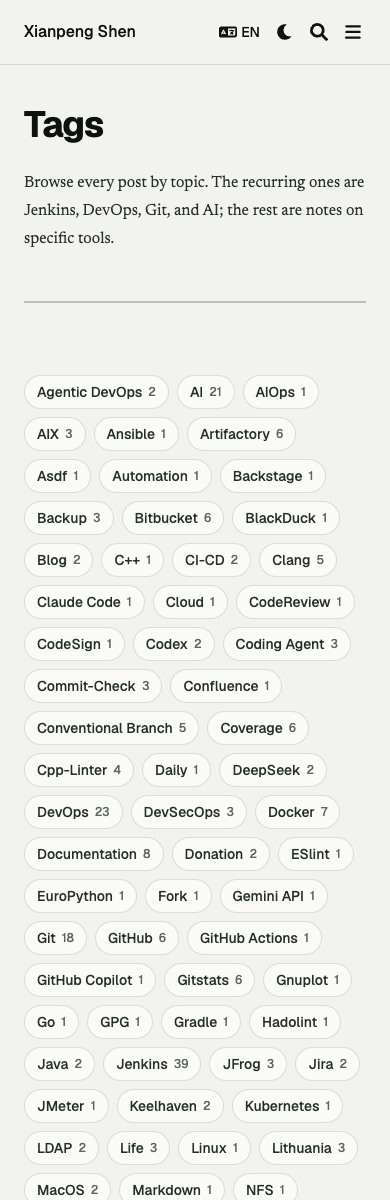 Xianpeng Shen EN
Tags
Browse every post by topic. The recurring ones are
Jenkins, DevOps, Git, and AI; the rest are notes on
specific tools.
Agentic DevOps 2 AI 21 AIOps 1
AIX 3 Ansible 1 Artifactory 6
Asdf 1 Automation 1 Backstage 1
Backup 3 Bitbucket 6 BlackDuck 1
Blog 2 C++ 1 CI-CD 2 Clang 5
Claude Code 1 Cloud 1 CodeReview 1
CodeSign 1 Codex 2 Coding Agent 3
Commit-Check 3 Confluence 1
Conventional Branch 5 Coverage 6
Cpp-Linter 4 Daily 1 DeepSeek 2
DevOps 23 DevSecOps 3 Docker 7
Documentation 8 Donation 2 ESlint 1
EuroPython 1 Fork 1 Gemini API 1
Git 18 GitHub 6 GitHub Actions 1
GitHub Copilot 1 Gitstats 6 Gnuplot 1
Go 1 GPG 1 Gradle 1 Hadolint 1
Java 2 Jenkins 39 JFrog 3 Jira 2
JMeter 1 Keelhaven 2 Kubernetes 1
LDAP 2 Life 3 Linux 1 Lithuania 3
MacOS 2 Markdown 1 NFS 1